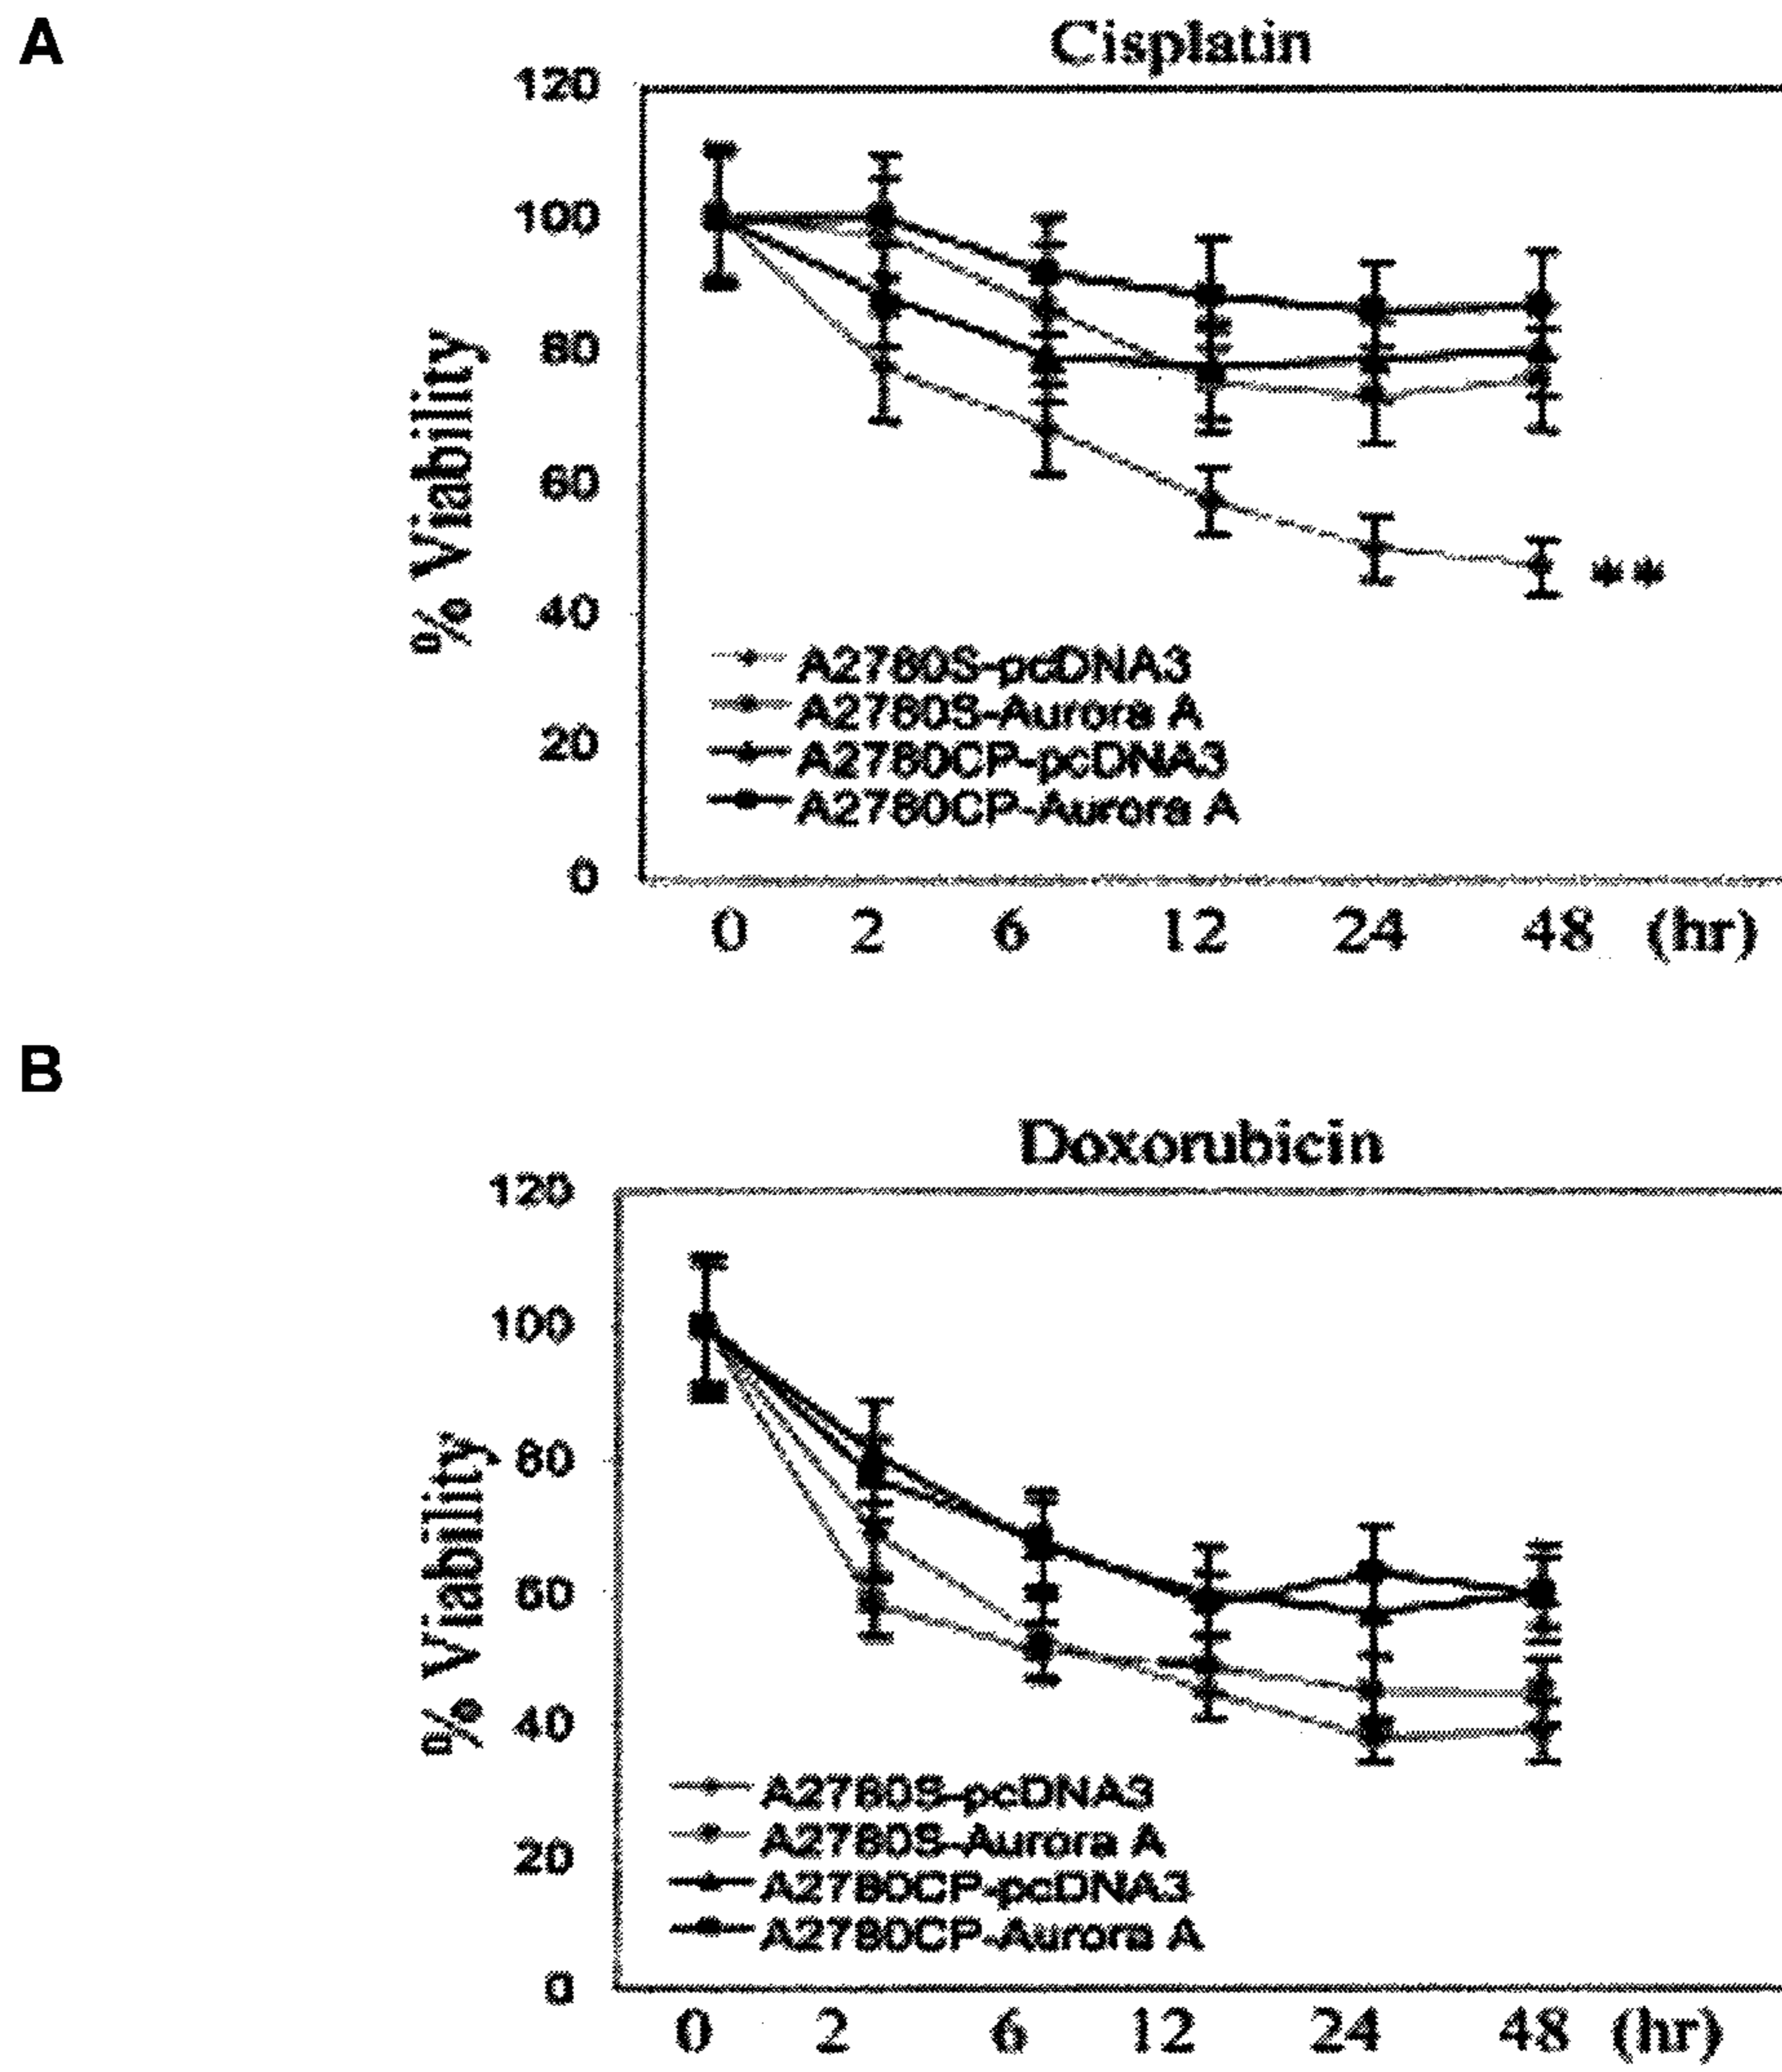 A
Cisplatin
120
100
80
60
40
20
0
% Viability
A2780S-pcDNA3
A2780S-Aurora A
A2780CP-pcDNA3
A2780CP-Aurora A
**
0 2 6 12 24 48 (hr)
B
Doxorubicin
120
100
80
60
40
20
0
% Viability
A2780S-pcDNA3
A2780S-Aurora A
A2780CP-pcDNA3
A2780CP-Aurora A
0 2 6 12 24 48 (hr)